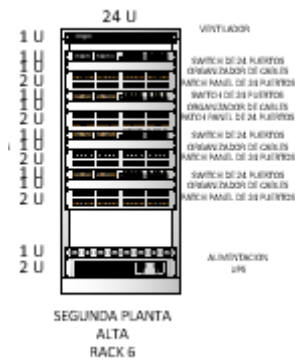 24 U
1 U VENTILADOR
1 U SWITCH DE 24 PUERTOS
1 U ORGANIZADOR DE CABLES
2 U PATCH PANEL DE 24 PUERTOS
1 U SWITCH DE 24 PUERTOS
1 U ORGANIZADOR DE CABLES
2 U PATCH PANEL DE 24 PUERTOS
1 U SWITCH DE 24 PUERTOS
1 U ORGANIZADOR DE CABLES
2 U PATCH PANEL DE 24 PUERTOS
1 U SWITCH DE 24 PUERTOS
1 U ORGANIZADOR DE CABLES
2 U PATCH PANEL DE 24 PUERTOS
1 U ALIMENTACION
2 U UPS
SEGUNDA PLANTA
ALTA
RACK 6